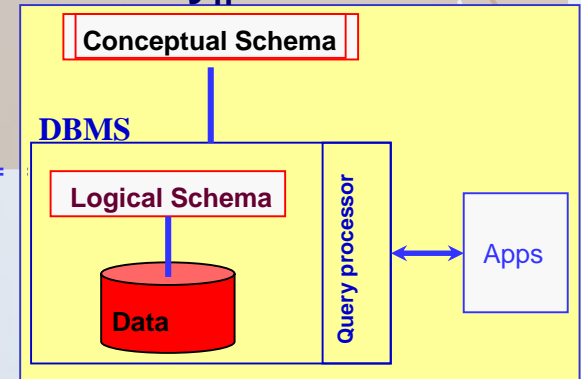 Conceptual Schema
DBMS
Logical Schema
Data
Query processor
Apps